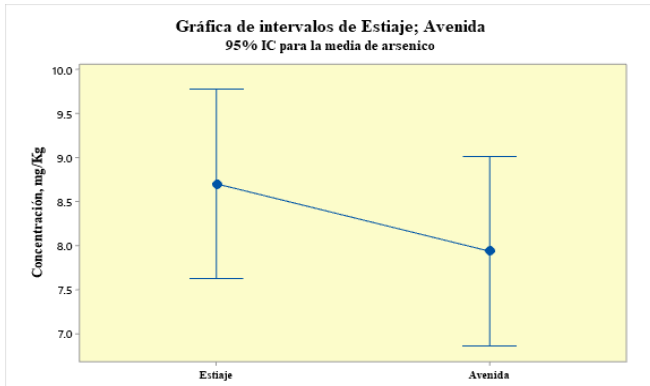 Gráfica de intervalos de Estiaje; Avenida
95% IC para la media de arsenico
10.0
9.5
9.0
8.5
8.0
7.5
7.0
Concentración, mg/Kg
Estiaje
Avenida